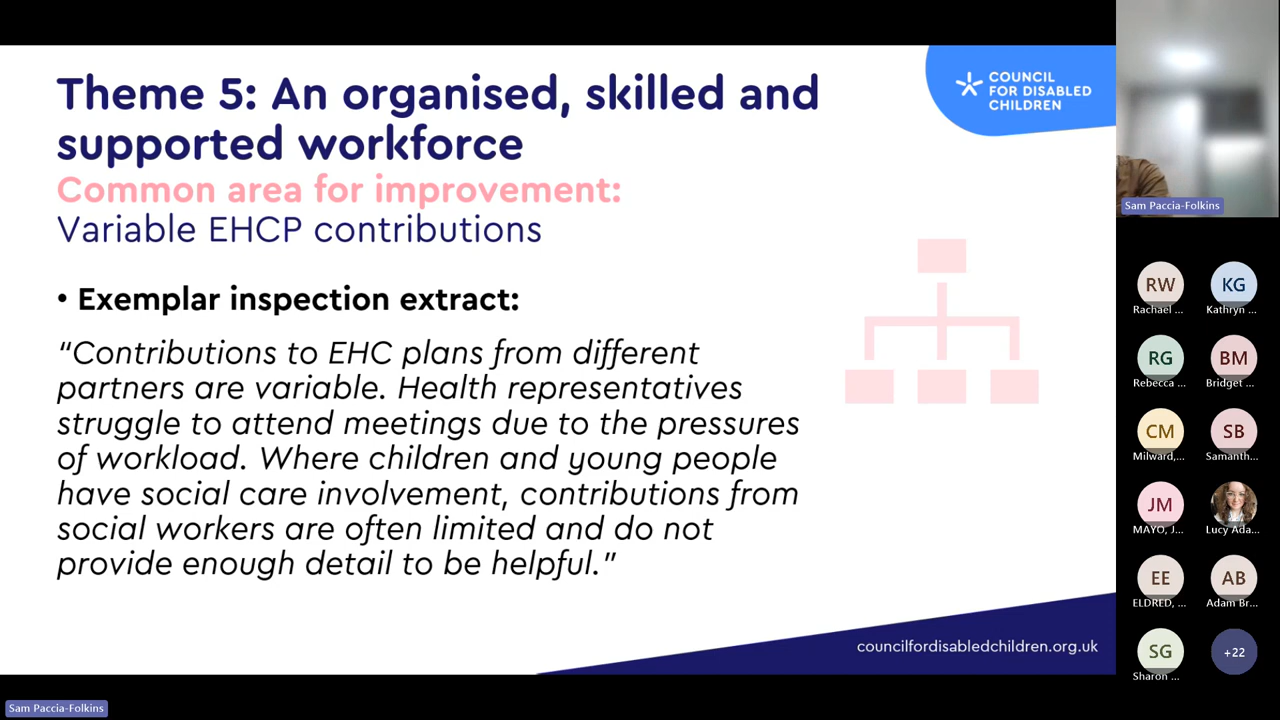 Theme 5: An organised, skilled and
supported workforce
Common area for improvement:
Variable EHCP contributions
• Exemplar inspection extract:
“Contributions to EHC plans from different
partners are variable. Health representatives
struggle to attend meetings due to the pressures
of workload. Where children and young people
have social care involvement, contributions from
social workers are often limited and do not
provide enough detail to be helpful.”
COUNCIL
FOR DISABLED
CHILDREN
councilfordisabledchildren.org.uk
Sam Paccia-Folkins
RW
Rachael ...
KG
Kathryn ...
RG
Rebecca ...
BM
Bridget ...
CM
Milward,...
SB
Samanth...
JM
MAYO, J...
Lucy Ada...
EE
ELDRED, ...
AB
Adam Br...
SG
Sharon ...
+22
Sam Paccia-Folkins